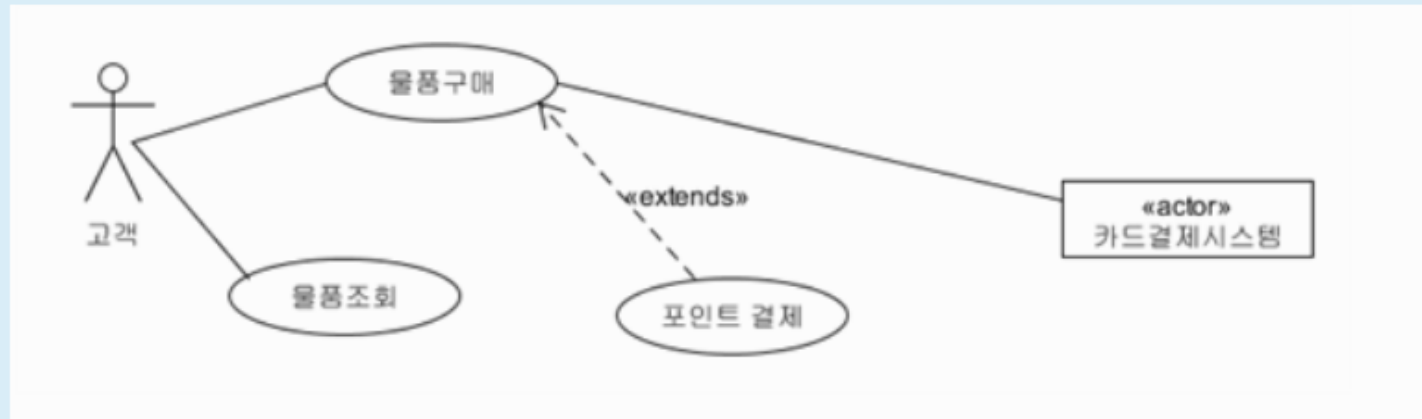 물품구매
«extends»
«actor»
카드결제시스템
고객
물품조회
포인트 결제